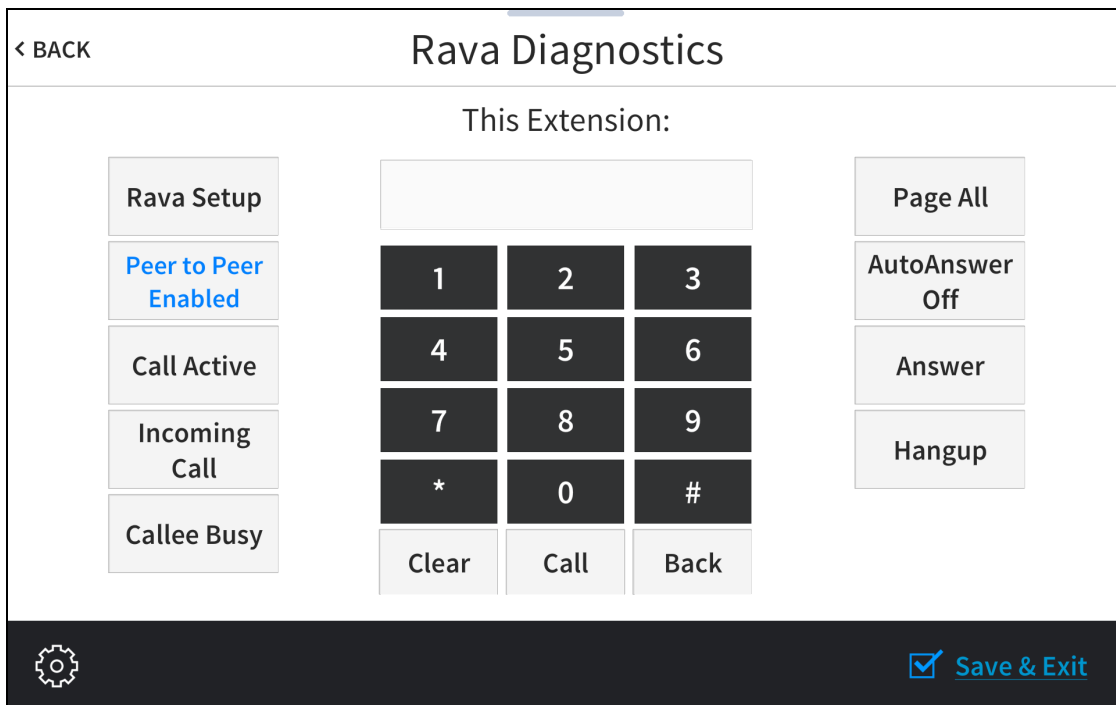 < BACK
Rava Diagnostics
This Extension:
Rava Setup
Peer to Peer
Enabled
Call Active
Incoming
Call
Callee Busy
1 2 3
4 5 6
7 8 9
* 0 #
Clear Call Back
Page All
AutoAnswer
Off
Answer
Hangup
Save & Exit